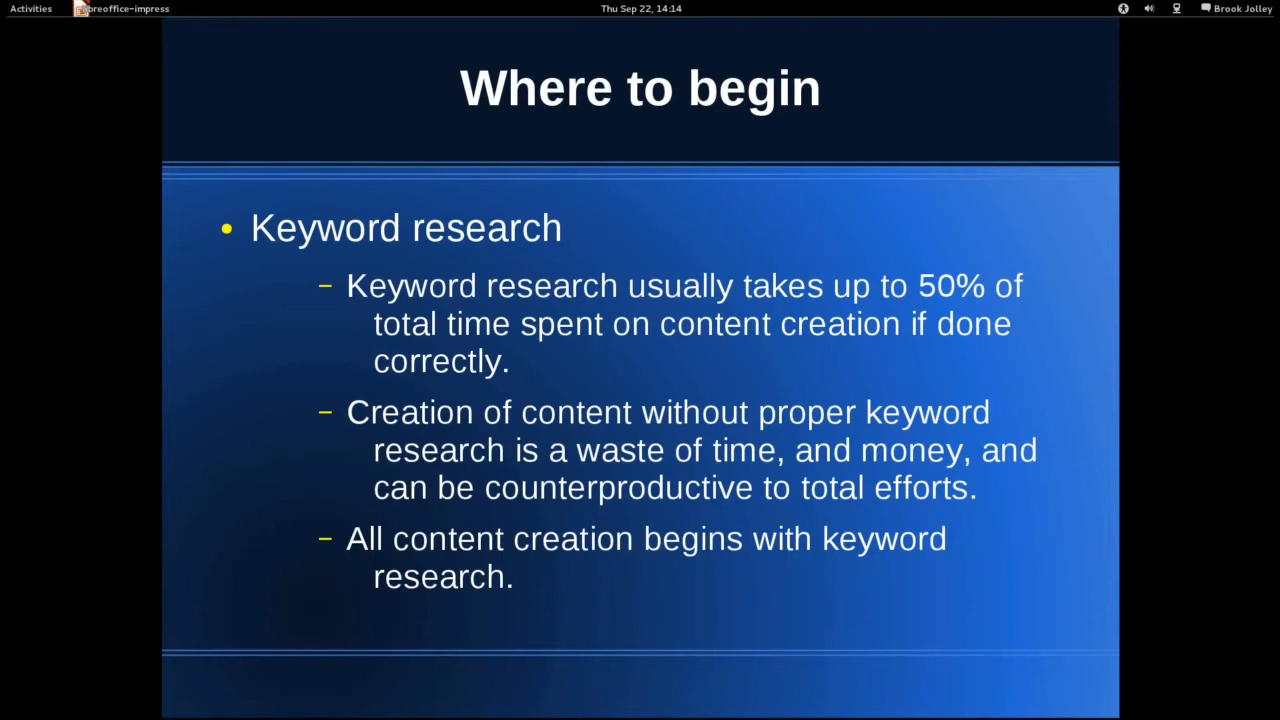 Activities breoffice-impress Thu Sep 22, 14:14 Brook Jolley
Where to begin
• Keyword research
– Keyword research usually takes up to 50% of
total time spent on content creation if done
correctly.
– Creation of content without proper keyword
research is a waste of time, and money, and
can be counterproductive to total efforts.
– All content creation begins with keyword
research.